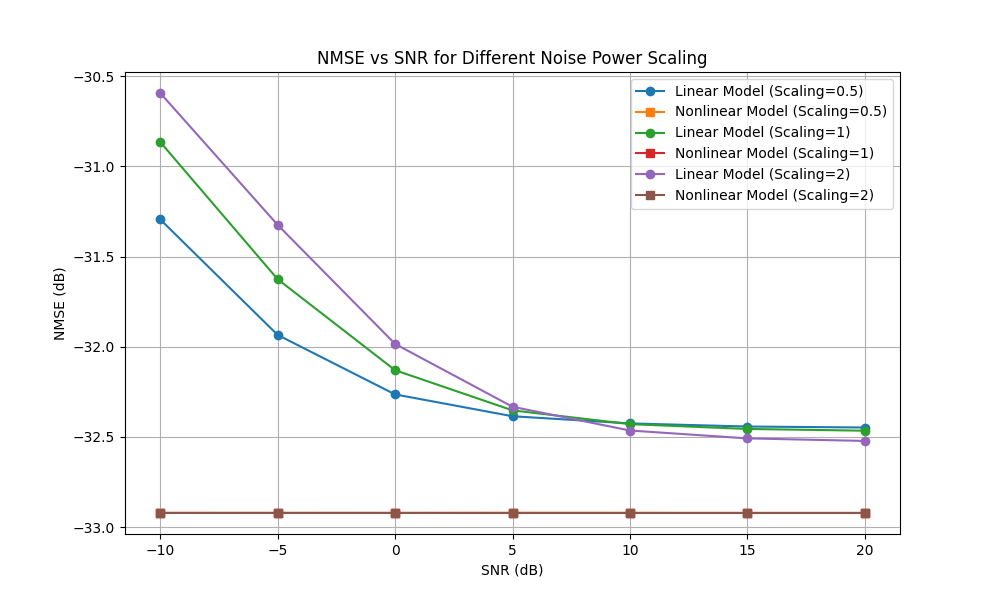 NMSE vs SNR for Different Noise Power Scaling
Linear Model (Scaling=0.5)
Nonlinear Model (Scaling=0.5)
Linear Model (Scaling=1)
Nonlinear Model (Scaling=1)
Linear Model (Scaling=2)
Nonlinear Model (Scaling=2)
NMSE (dB)
−30.5
−31.0
−31.5
−32.0
−32.5
−33.0
−10 −5 0 5 10 15 20
SNR (dB)